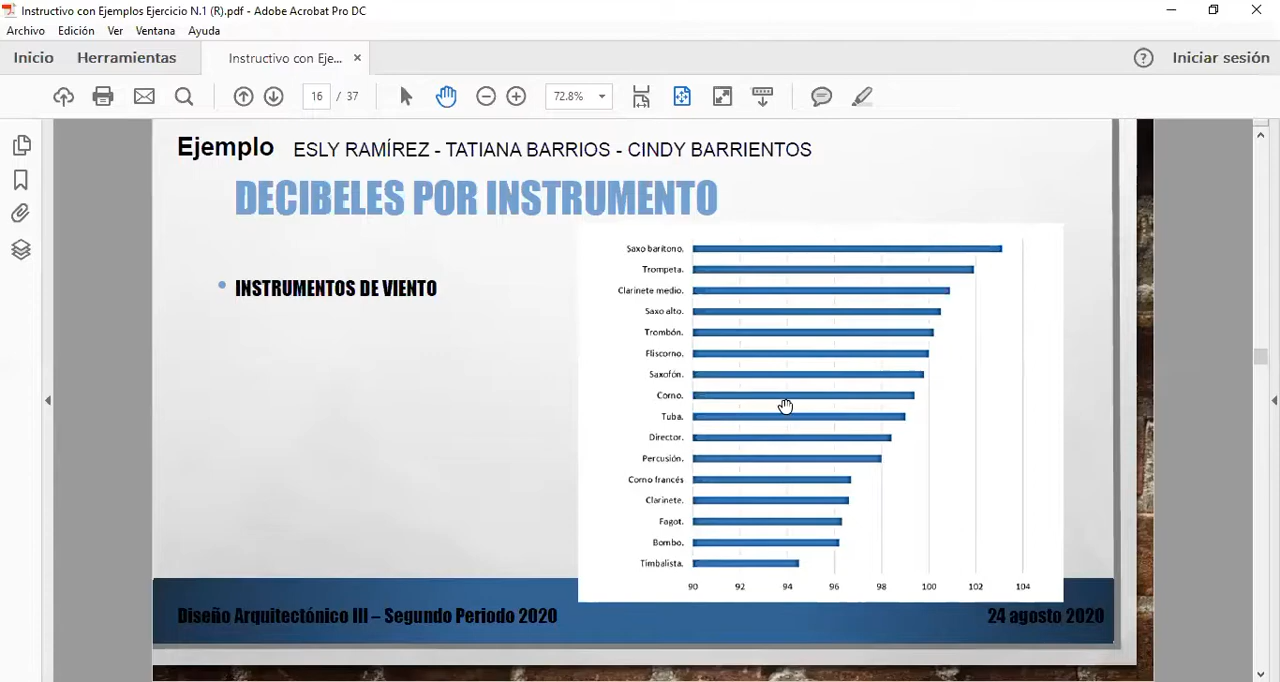 Instructivo con Ejemplos Ejercicio N.1 (R).pdf - Adobe Acrobat Pro DC
Archivo Edición Ver Ventana Ayuda
Inicio Herramientas Instructivo con Eje... × Iniciar sesión
16 / 37 72.8%
Ejemplo ESLY RAMÍREZ - TATIANA BARRIOS - CINDY BARRIENTOS
DECIBELES POR INSTRUMENTO
• INSTRUMENTOS DE VIENTO
Saxo barítono.
Trompeta.
Clarinete medio.
Saxo alto.
Trombón.
Fliscorno.
Saxofón.
Corno.
Tuba.
Director.
Percusión.
Corno francés
Clarinete.
Fagot.
Bombo.
Timbalista.
90 92 94 96 98 100 102 104
Diseño Arquitectónico III – Segundo Periodo 2020 24 agosto 2020